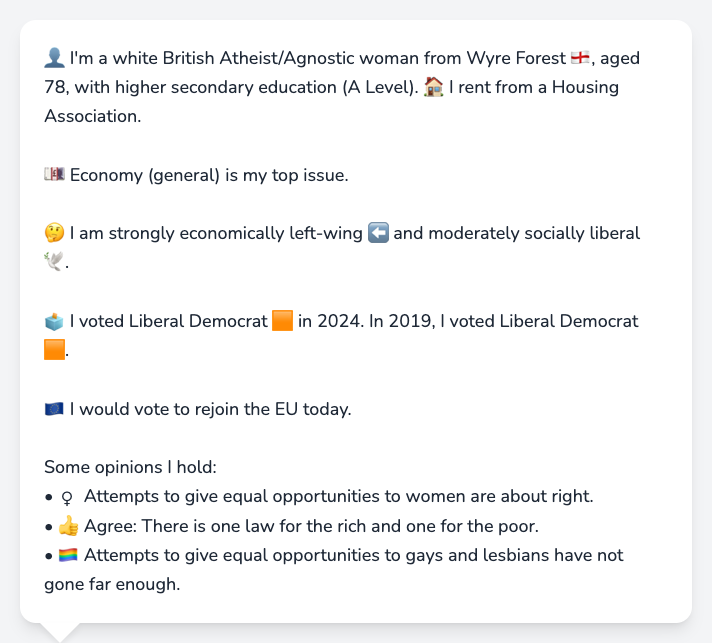 👤 I'm a white British Atheist/Agnostic woman from Wyre Forest 🏴󠁧󠁢󠁥󠁮󠁧󠁿, aged
78, with higher secondary education (A Level). 🏠 I rent from a Housing
Association.
💷 Economy (general) is my top issue.
🤔 I am strongly economically left-wing ⬅️ and moderately socially liberal
🕊️.
🗳️ I voted Liberal Democrat 🟧 in 2024. In 2019, I voted Liberal Democrat
🟧.
🇪🇺 I would vote to rejoin the EU today.
Some opinions I hold:
• ♀ Attempts to give equal opportunities to women are about right.
• 👍 Agree: There is one law for the rich and one for the poor.
• 🏳️‍🌈 Attempts to give equal opportunities to gays and lesbians have not
gone far enough.